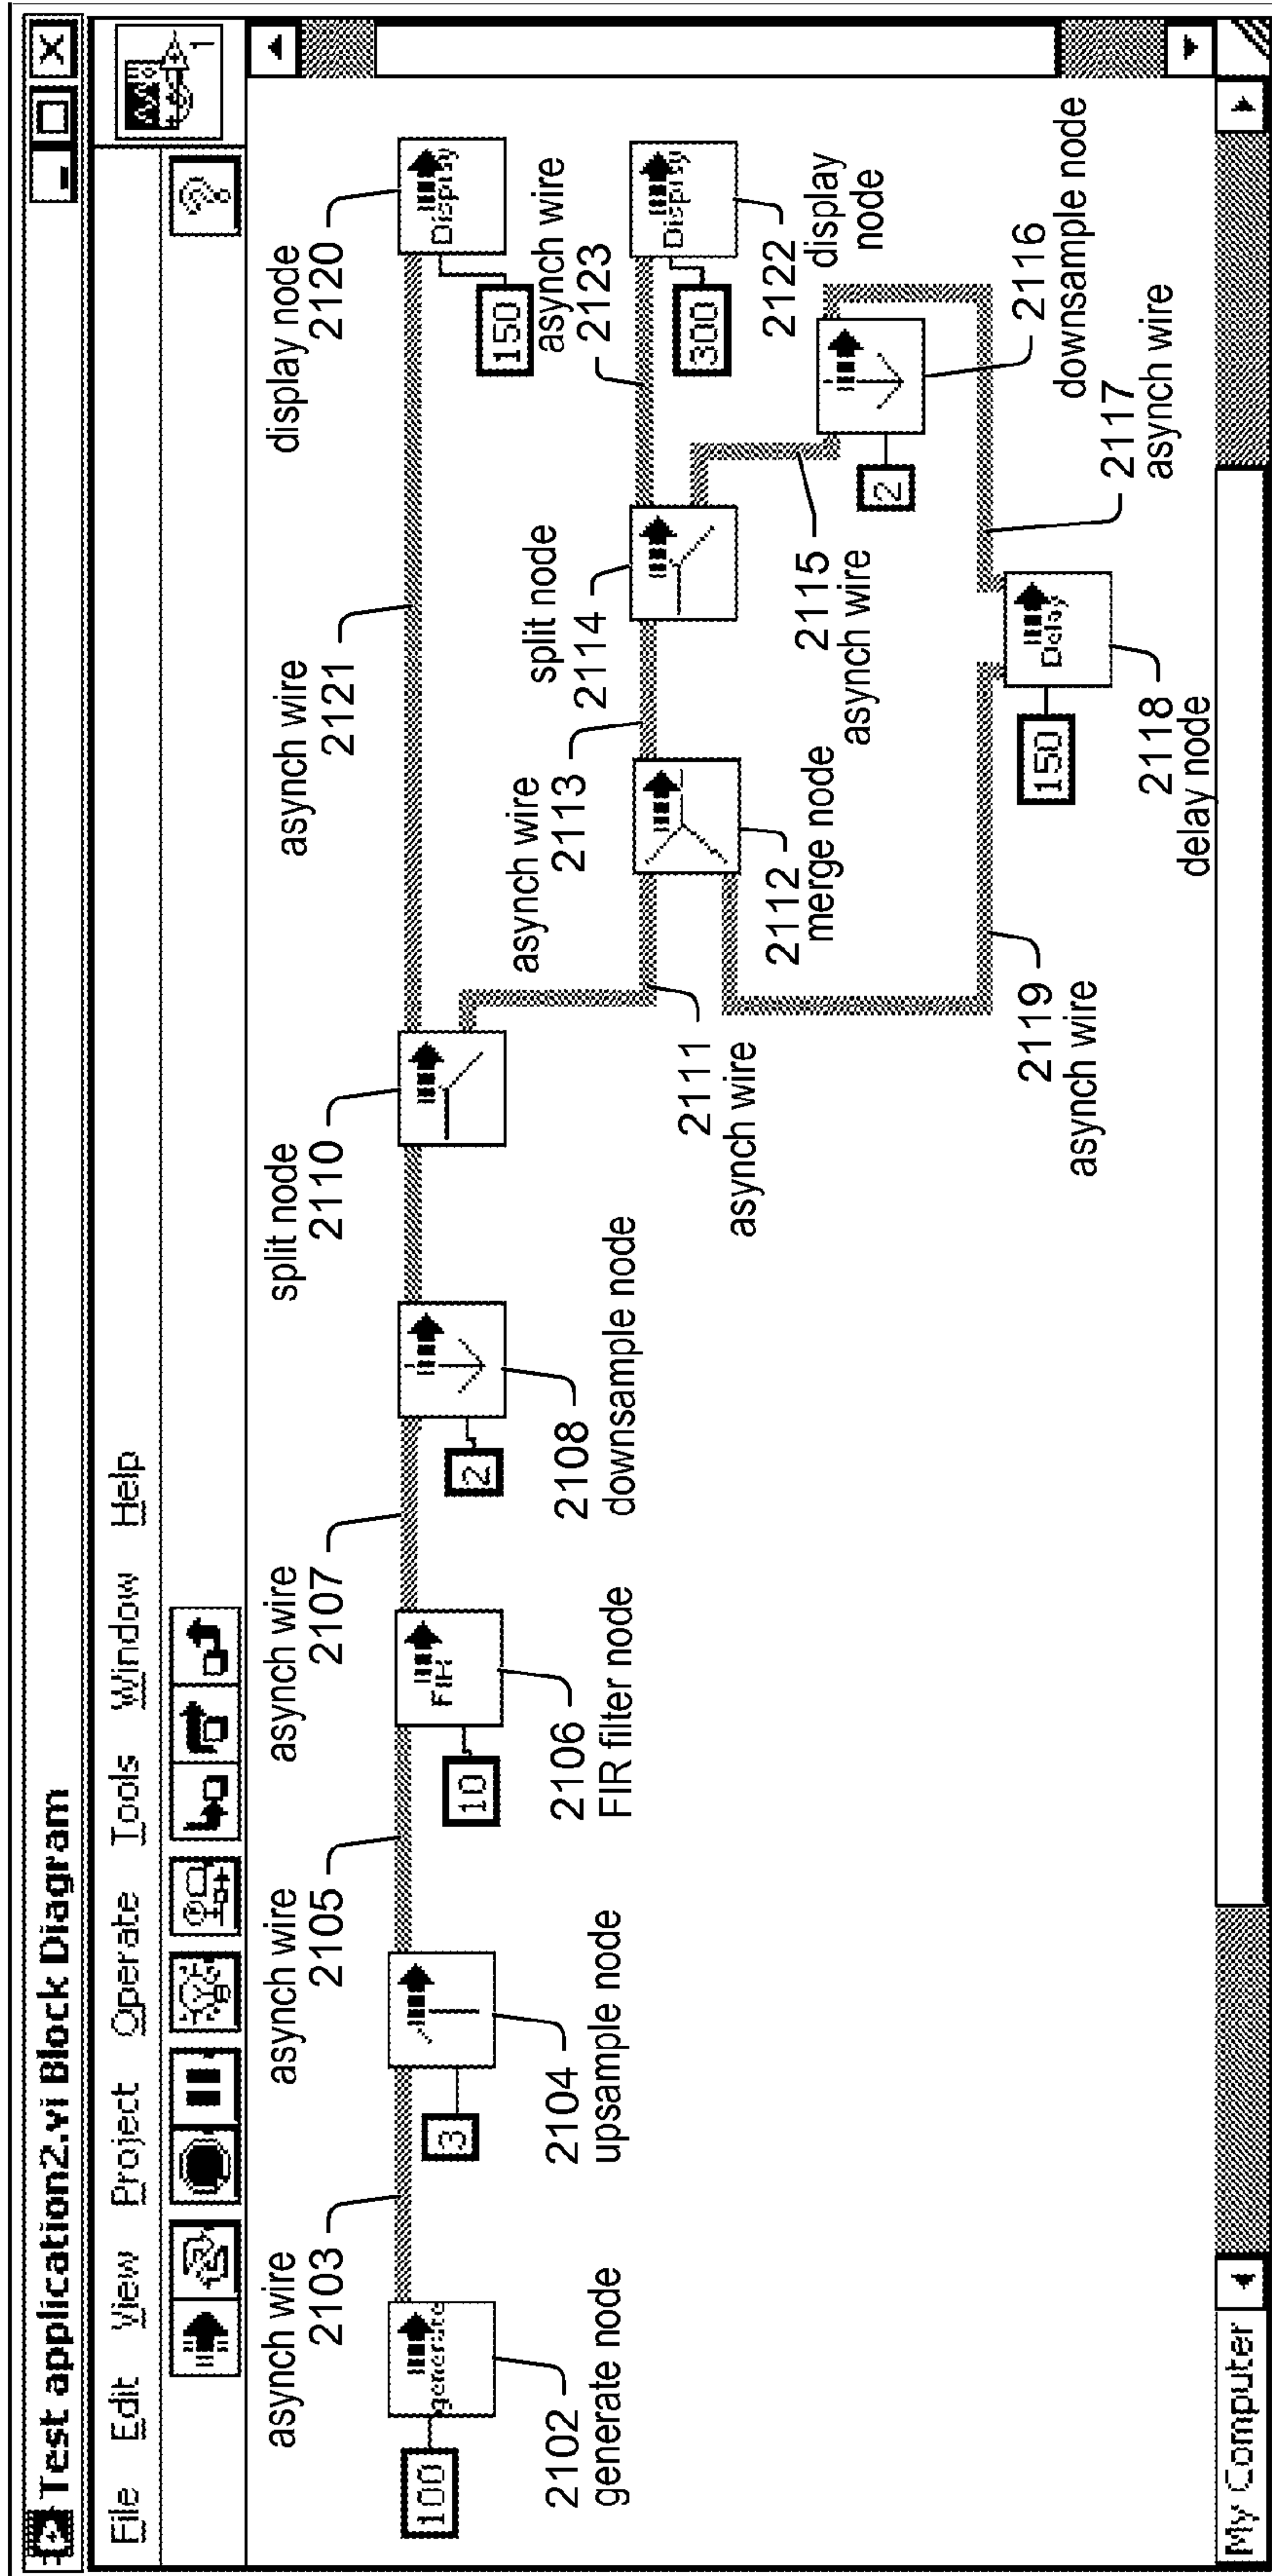 Test application2.vi Block Diagram
File Edit View Project Operate Tools Window Help
1
asynch wire
2103
asynch wire
2105
asynch wire
2107
split node
2110
asynch wire
2121
display node
2120
100
generate
2102
generate node
3
2104
upsample node
10
FIR
2106
FIR filter node
2
2108
downsample node
Display
150
asynch wire
2123
asynch wire
2113
split node
2114
2111
asynch wire
2112
merge node
Display
300
2122
display
node
2115
asynch wire
2
2116
downsample node
2117
asynch wire
2119
asynch wire
150
Delay
2118
delay node
My Computer